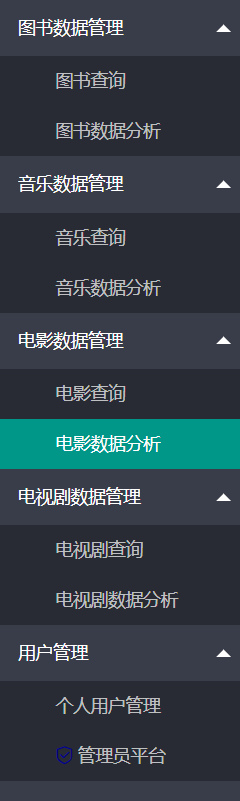 图书数据管理
图书查询
图书数据分析
音乐数据管理
音乐查询
音乐数据分析
电影数据管理
电影查询
电影数据分析
电视剧数据管理
电视剧查询
电视剧数据分析
用户管理
个人用户管理
管理员平台